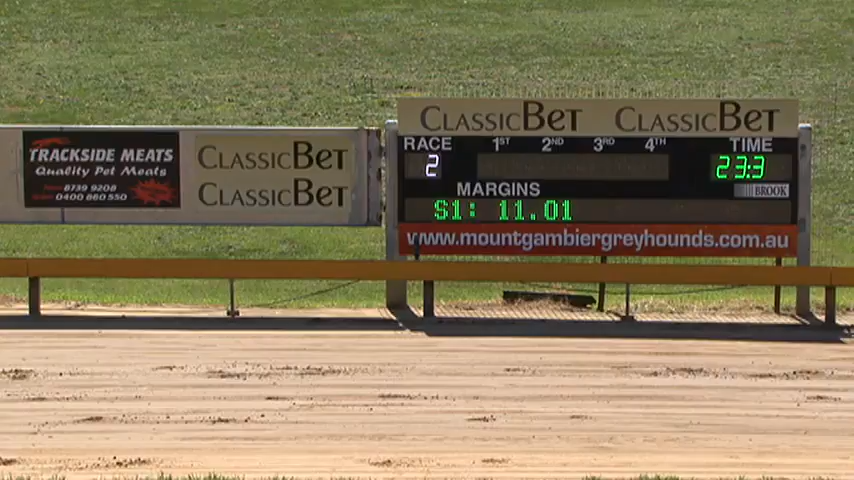 TRACKSIDE MEATS
Quality Pet Meats
8739 9208
0400 860 550
CLASSICBET
CLASSICBET
CLASSICBET CLASSICBET
RACE 1ST 2ND 3RD 4TH TIME
2 23:3
BROOK
MARGINS
S1: 11.01
www.mountgambiergreyhounds.com.au